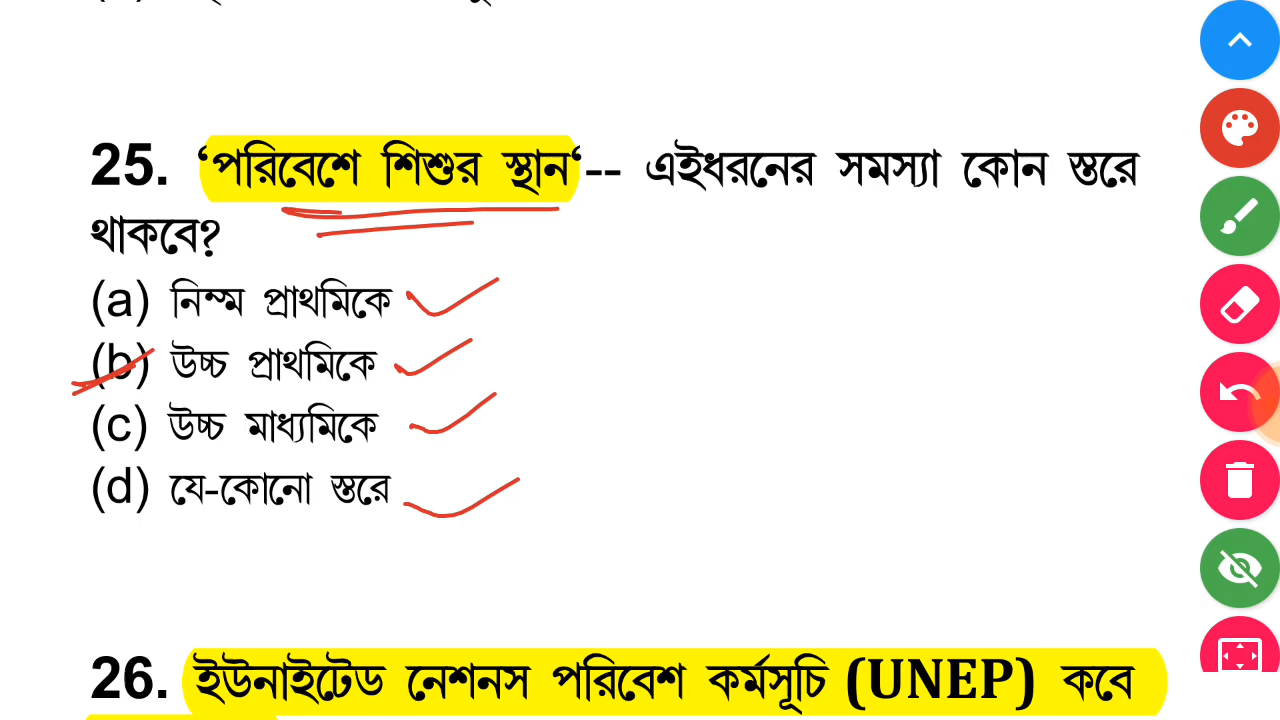 25. ‘পরিবেশে শিশুর স্থান‘-- এইধরনের সমস্যা কোন স্তরে
থাকবে?
(a) নিম্ম প্রাথমিকে
(b) উচ্চ প্রাথমিকে
(c) উচ্চ মাধ্যমিকে
(d) যে-কোনো স্তরে
26. ইউনাইটেড নেশনস পরিবেশ কর্মসূচি (UNEP) কবে